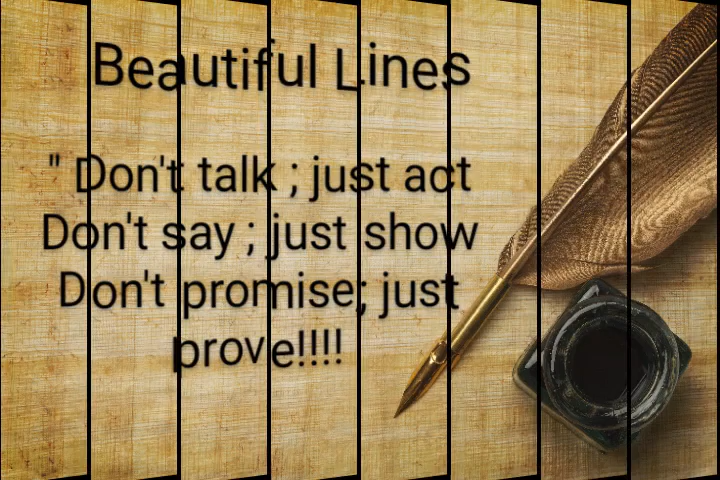 Beautiful Lines
" Don't talk ; just act
Don't say ; just show
Don't promise; just
prove!!!!